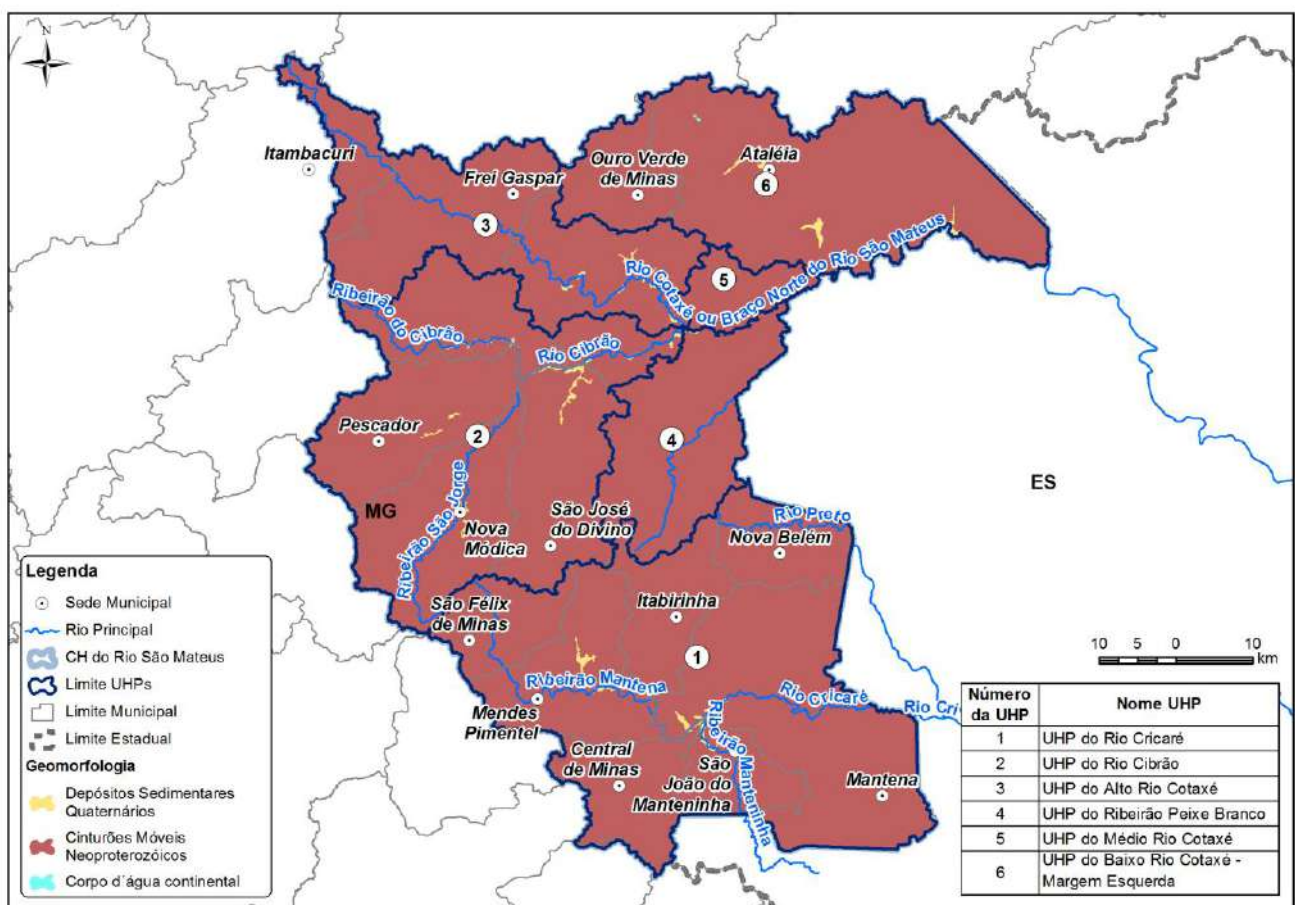 N
Itambacuri
Frei Gaspar
Ouro Verde
de Minas
Ataléia
6
3
5
Rio Cotaxé ou Braço Norte do Rio São Mateus
Ribeirão do Cibrão
Rio Cibrão
Pescador
2
4
MG
ES
Ribeirão São Jorge
Nova
Módica
São José
do Divino
Rio Preto
Nova Belém
São Félix
de Minas
Itabirinha
1
Ribeirão Mantena
Rio Cricaré
Rio Cri
Mendes
Pimentel
Central
de Minas
São
João do
Manteninha
Ribeirão Manteninha
Mantena
Legenda
Sede Municipal
Rio Principal
CH do Rio São Mateus
Limite UHPs
Limite Municipal
Limite Estadual
Geomorfologia
Depósitos Sedimentares
Quaternários
Cinturões Móveis
Neoproterozóicos
Corpo d´água continental
10 5 0 10
km
Número da UHP Nome UHP
1 UHP do Rio Cricaré
2 UHP do Rio Cibrão
3 UHP do Alto Rio Cotaxé
4 UHP do Ribeirão Peixe Branco
5 UHP do Médio Rio Cotaxé
6 UHP do Baixo Rio Cotaxé -
Margem Esquerda